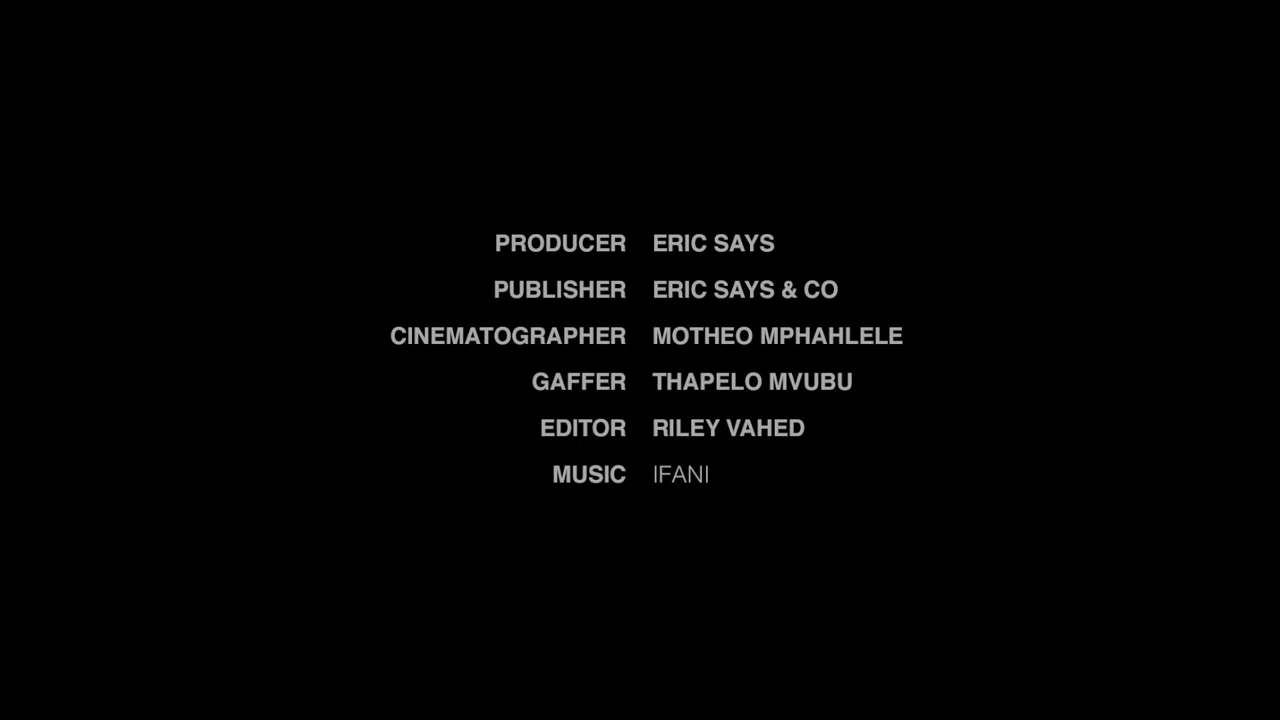 PRODUCER ERIC SAYS
PUBLISHER ERIC SAYS & CO
CINEMATOGRAPHER MOTHEO MPHAHLELE
GAFFER THAPELO MVUBU
EDITOR RILEY VAHED
MUSIC IFANI